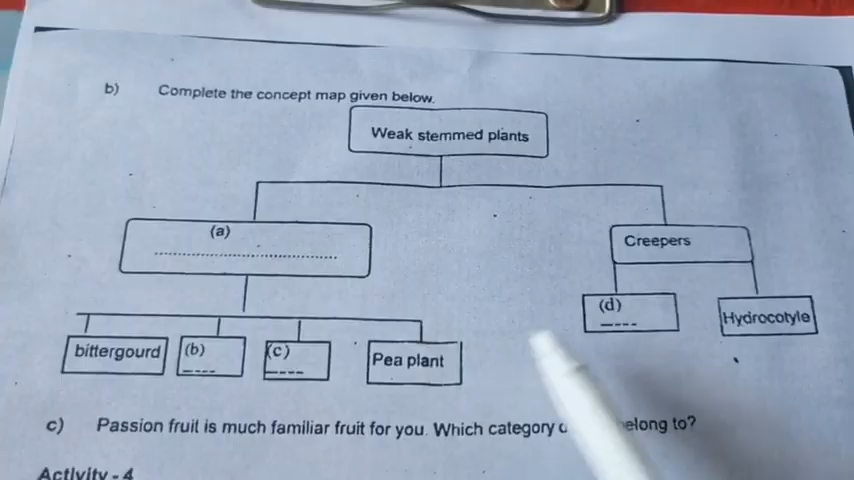 b) Complete the concept map given below.
Weak stemmed plants
(a)
Creepers
(d)
Hydrocotyle
bittergourd
(b)
(c)
Pea plant
c) Passion fruit is much familiar fruit for you. Which category to?
Activity - 4